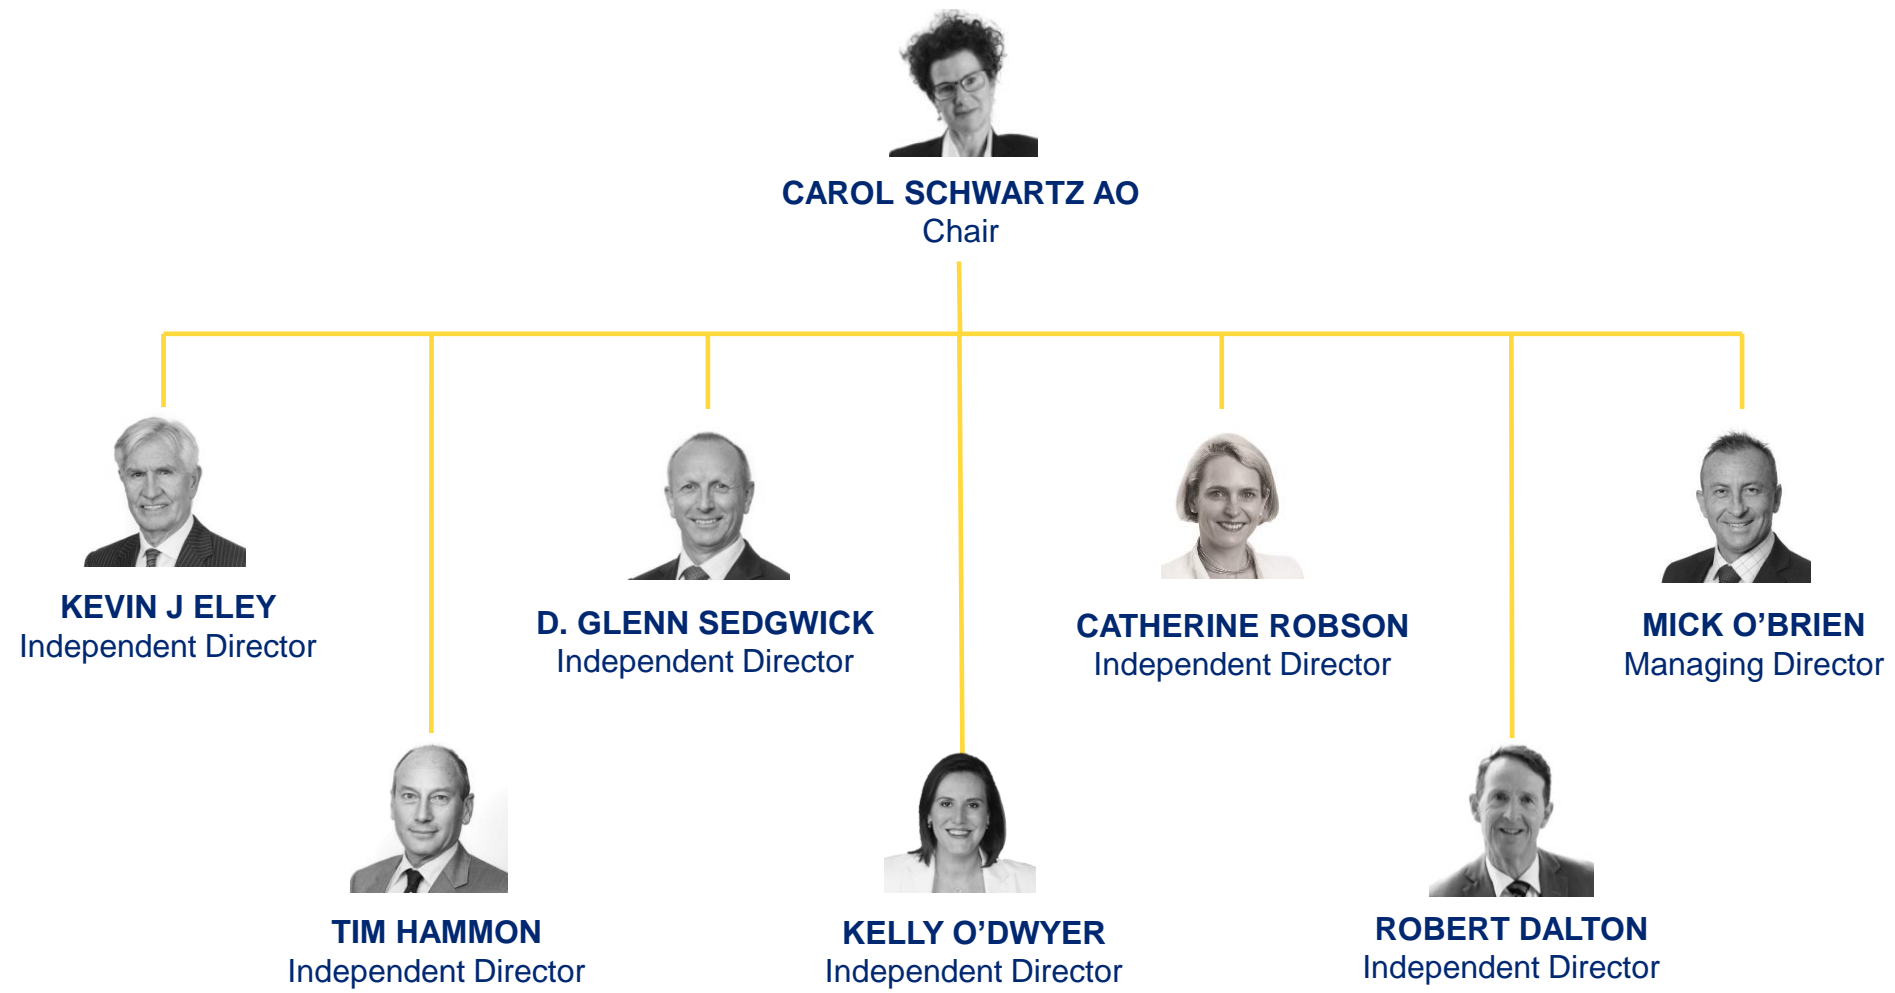 CAROL SCHWARTZ AO
Chair
KEVIN J ELEY
Independent Director
D. GLENN SEDGWICK
Independent Director
CATHERINE ROBSON
Independent Director
MICK O’BRIEN
Managing Director
TIM HAMMON
Independent Director
KELLY O’DWYER
Independent Director
ROBERT DALTON
Independent Director